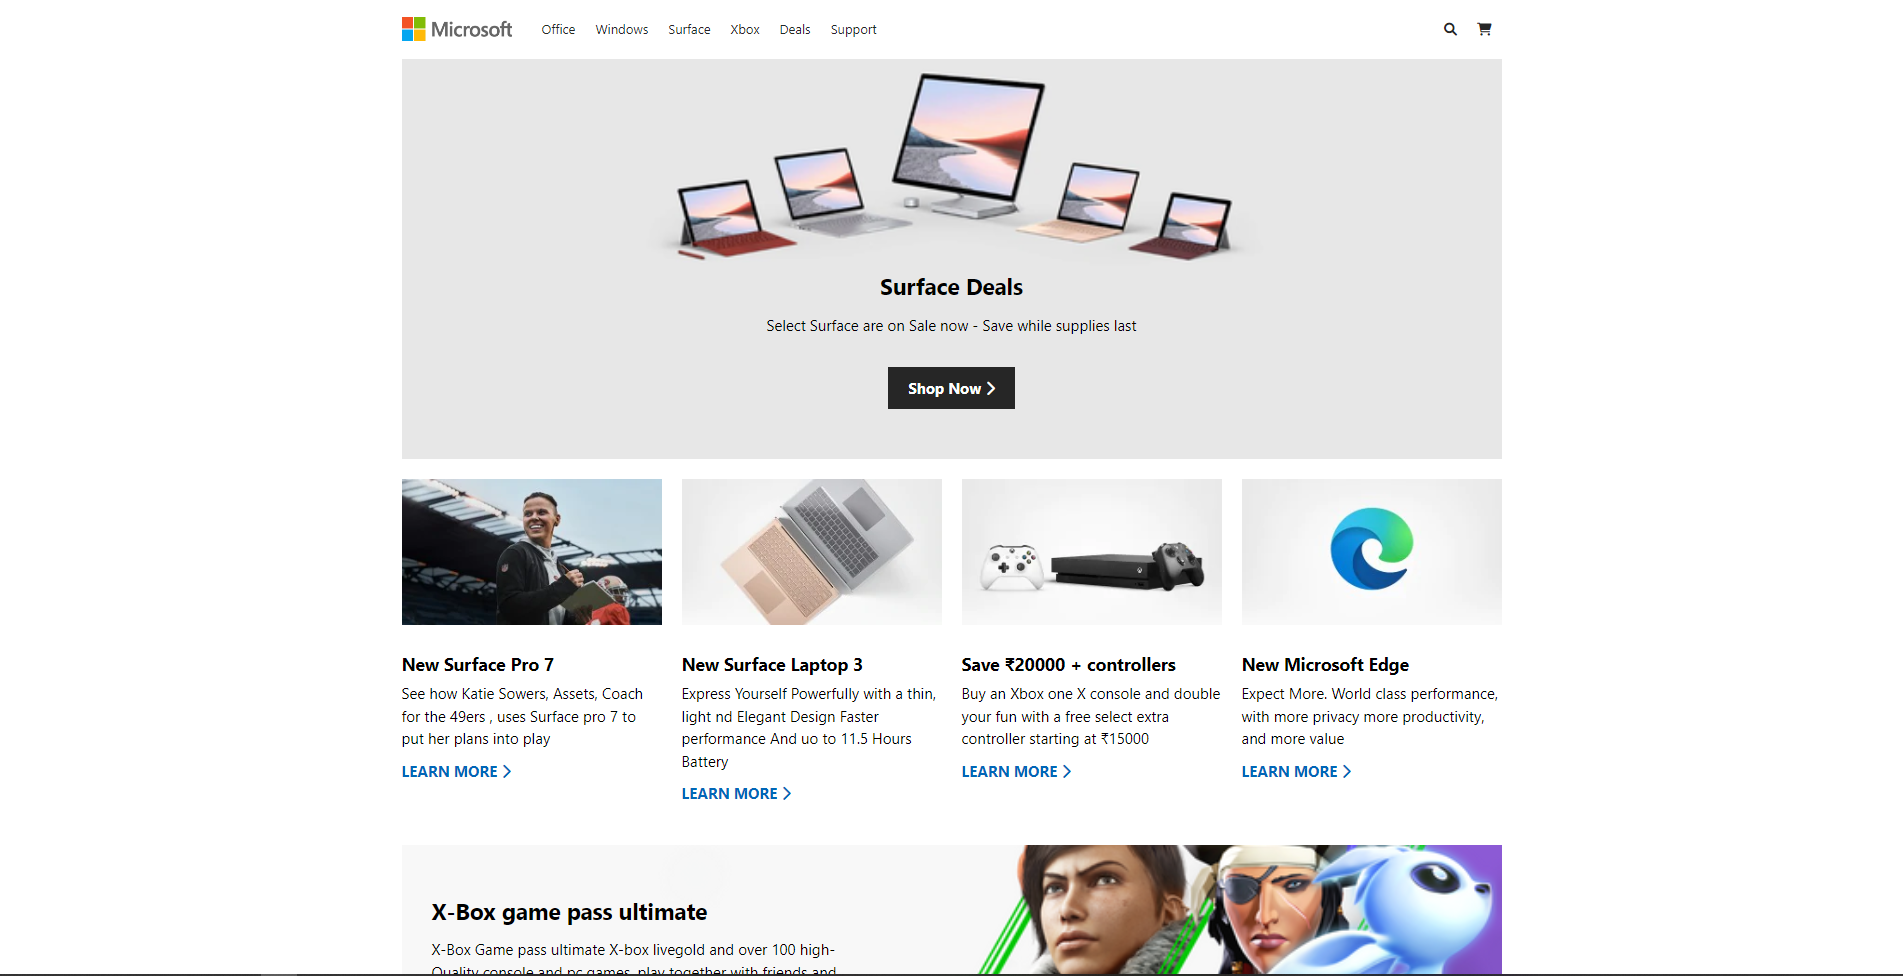 Microsoft Office Windows Surface Xbox Deals Support
Surface Deals
Select Surface are on Sale now - Save while supplies last
Shop Now
New Surface Pro 7
See how Katie Sowers, Assets, Coach
for the 49ers , uses Surface pro 7 to
put her plans into play
LEARN MORE
New Surface Laptop 3
Express Yourself Powerfully with a thin,
light nd Elegant Design Faster
performance And uo to 11.5 Hours
Battery
LEARN MORE
Save ₹20000 + controllers
Buy an Xbox one X console and double
your fun with a free select extra
controller starting at ₹15000
LEARN MORE
New Microsoft Edge
Expect More. World class performance,
with more privacy more productivity,
and more value
LEARN MORE
X-Box game pass ultimate
X-Box Game pass ultimate X-box livegold and over 100 high-
Quality console and pc games. play together with friends and